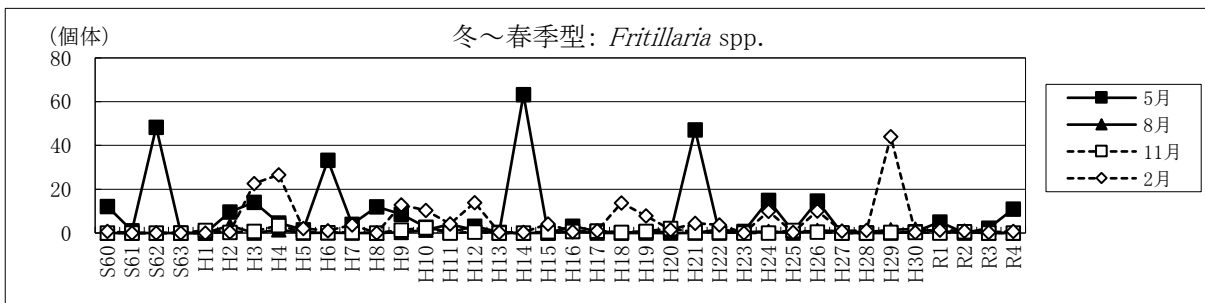 (個体)
冬～春季型: Fritillaria spp.
80
60
40
20
0
S60
S61
S62
S63
H1
H2
H3
H4
H5
H6
H7
H8
H9
H10
H11
H12
H13
H14
H15
H16
H17
H18
H19
H20
H21
H22
H23
H24
H25
H26
H27
H28
H29
H30
R1
R2
R3
R4
5月
8月
11月
2月